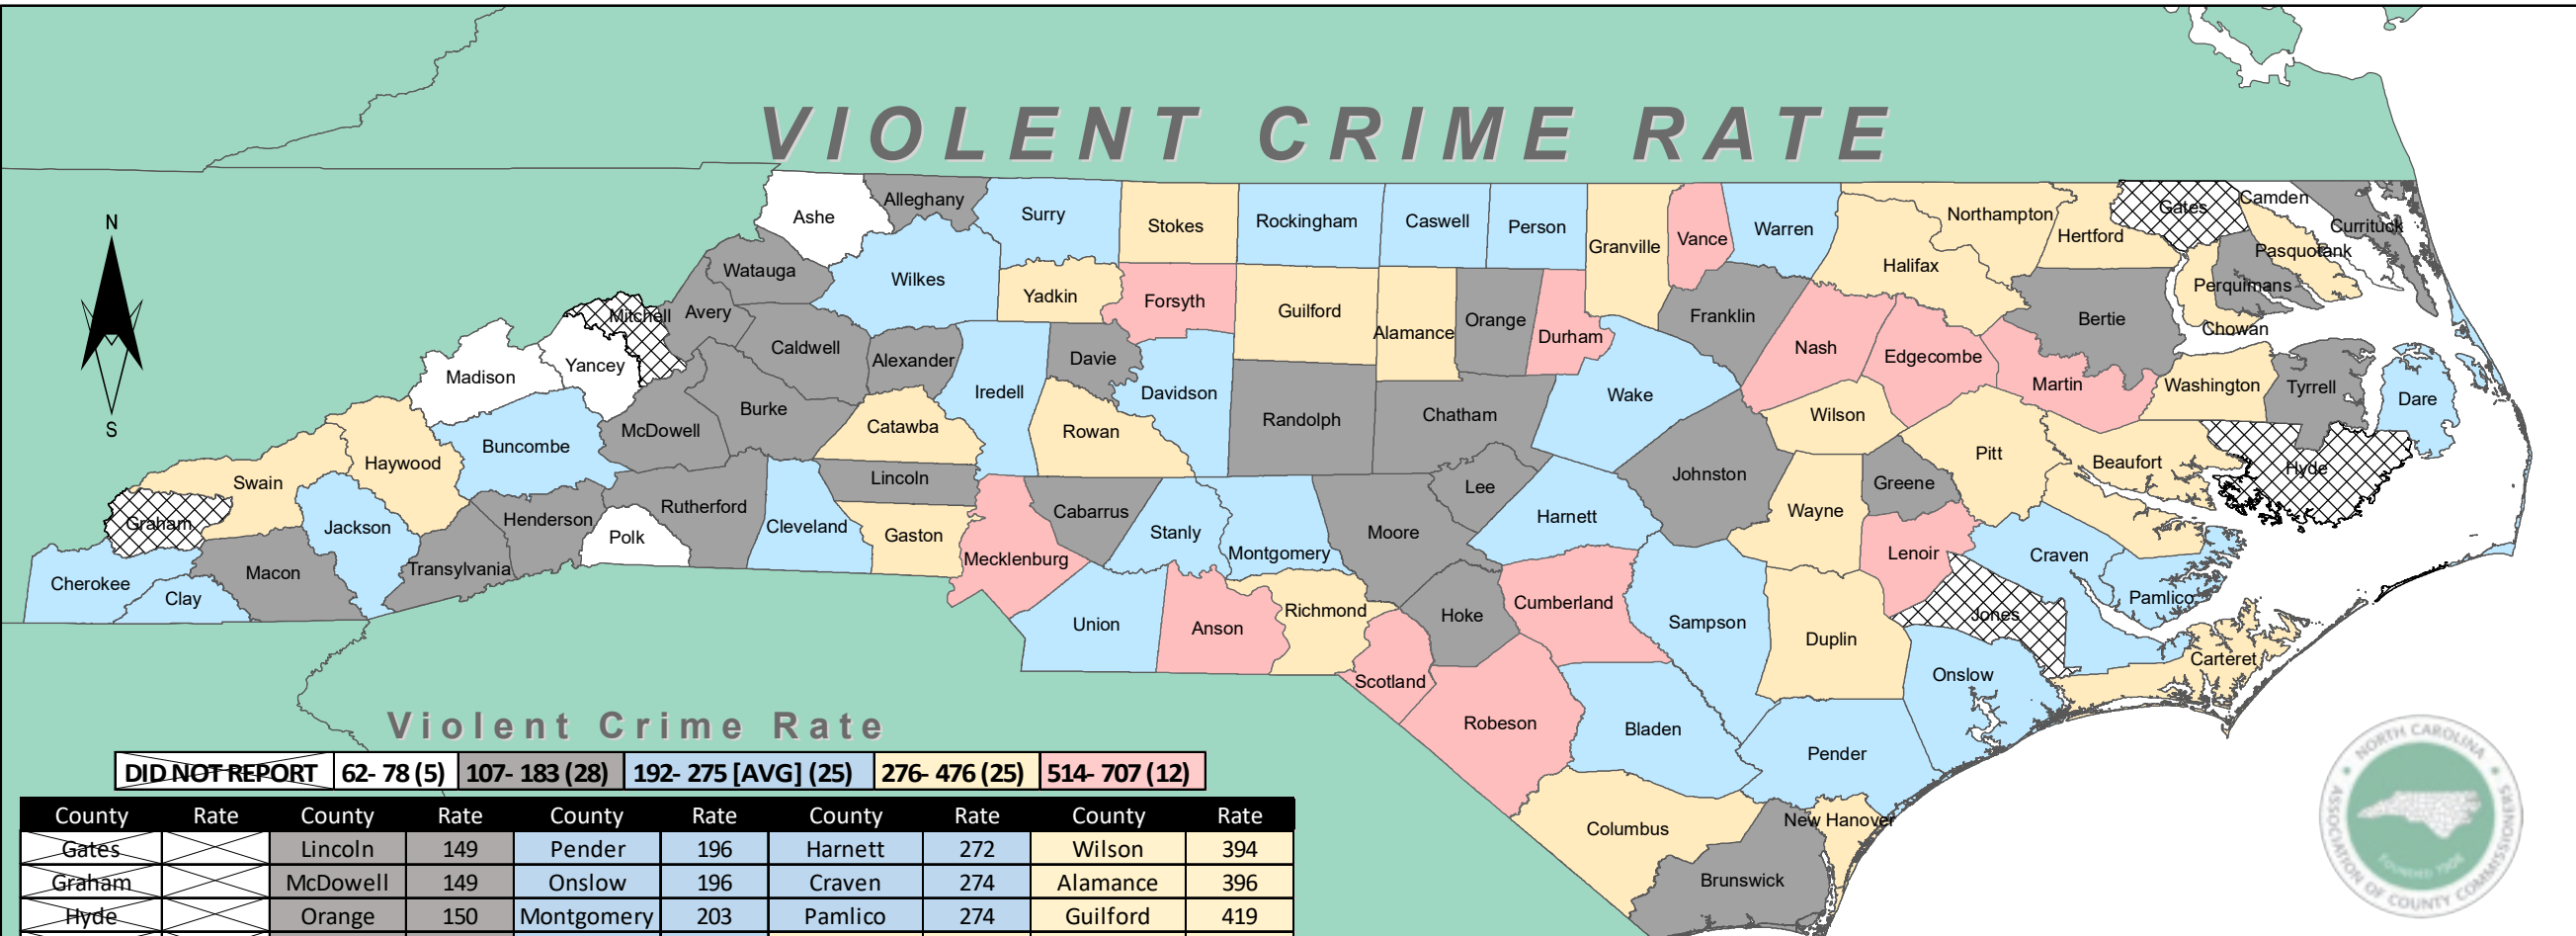 VIOLENT CRIME RATE
N
S
Ashe
Alleghany
Surry
Stokes
Rockingham
Caswell
Person
Granville
Vance
Warren
Northampton
Hertford
Gates
Camden
Currituck
Pasquotank
Halifax
Perquimans
Chowan
Watauga
Wilkes
Yadkin
Forsyth
Guilford
Alamance
Orange
Durham
Franklin
Nash
Edgecombe
Bertie
Martin
Washington
Tyrrell
Dare
Mitchell
Avery
Caldwell
Alexander
Iredell
Davie
Davidson
Randolph
Chatham
Wake
Wilson
Madison
Yancey
Burke
McDowell
Catawba
Rowan
Buncombe
Haywood
Swain
Graham
Jackson
Henderson
Rutherford
Polk
Cleveland
Lincoln
Gaston
Cabarrus
Stanly
Montgomery
Moore
Lee
Harnett
Johnston
Wayne
Greene
Pitt
Beaufort
Hyde
Cherokee
Clay
Macon
Transylvania
Mecklenburg
Union
Anson
Richmond
Hoke
Cumberland
Sampson
Duplin
Lenoir
Jones
Craven
Pamlico
Carteret
Onslow
Scotland
Robeson
Bladen
Pender
Columbus
New Hanover
Brunswick
Violent Crime Rate
DID NOT REPORT 62- 78 (5) 107- 183 (28) 192- 275 [AVG] (25) 276- 476 (25) 514- 707 (12)
County Rate County Rate County Rate County Rate County Rate
Gates Lincoln 149 Pender 196 Harnett 272 Wilson 394
Graham McDowell 149 Onslow 196 Craven 274 Alamance 396
Hyde Orange 150 Montgomery 203 Pamlico 274 Guilford 419
NORTH CAROLINA
ASSOCIATION OF COUNTY COMMISSIONERS
FOUNDED 1908